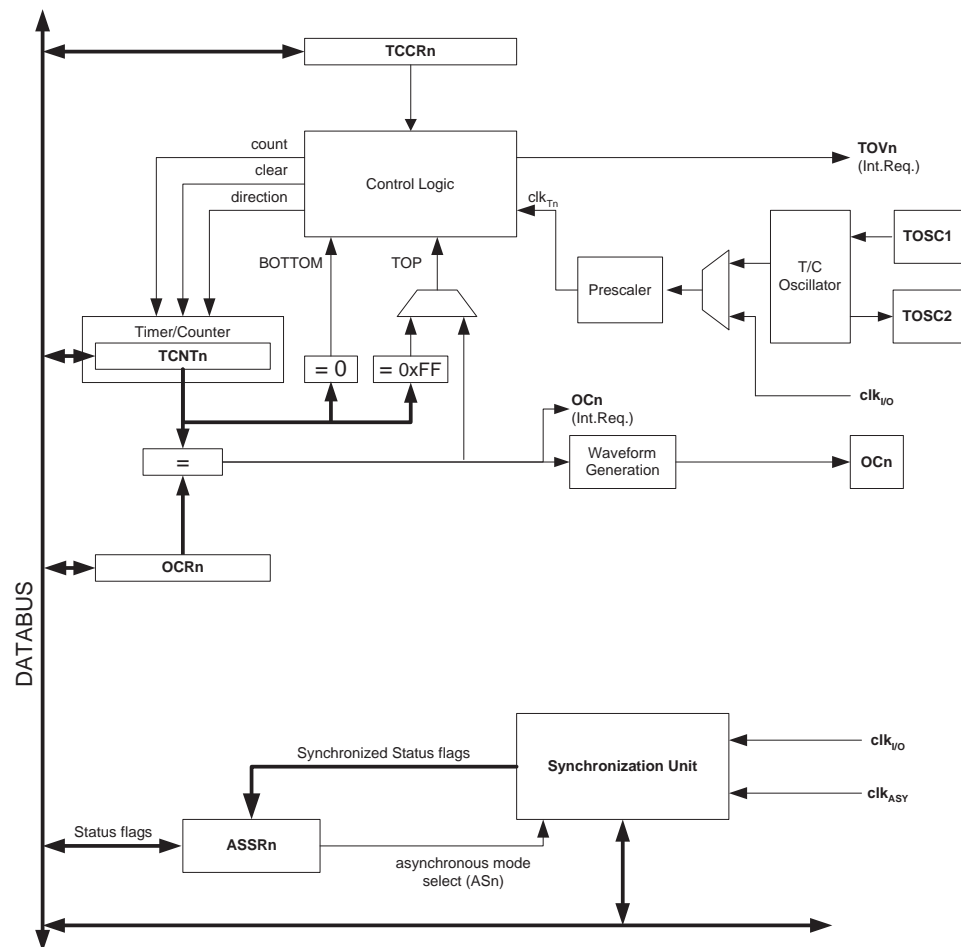 TCCRn
count
clear
direction
Control Logic
TOVn
(Int.Req.)
clkTn
BOTTOM
TOP
Prescaler
T/C
Oscillator
TOSC1
TOSC2
Timer/Counter
TCNTn
= 0
= 0xFF
OCn
(Int.Req.)
clkI/O
=
Waveform
Generation
OCn
OCRn
DATABUS
Synchronized Status flags
Synchronization Unit
clkI/O
clkASY
Status flags
ASSRn
asynchronous mode
select (ASn)